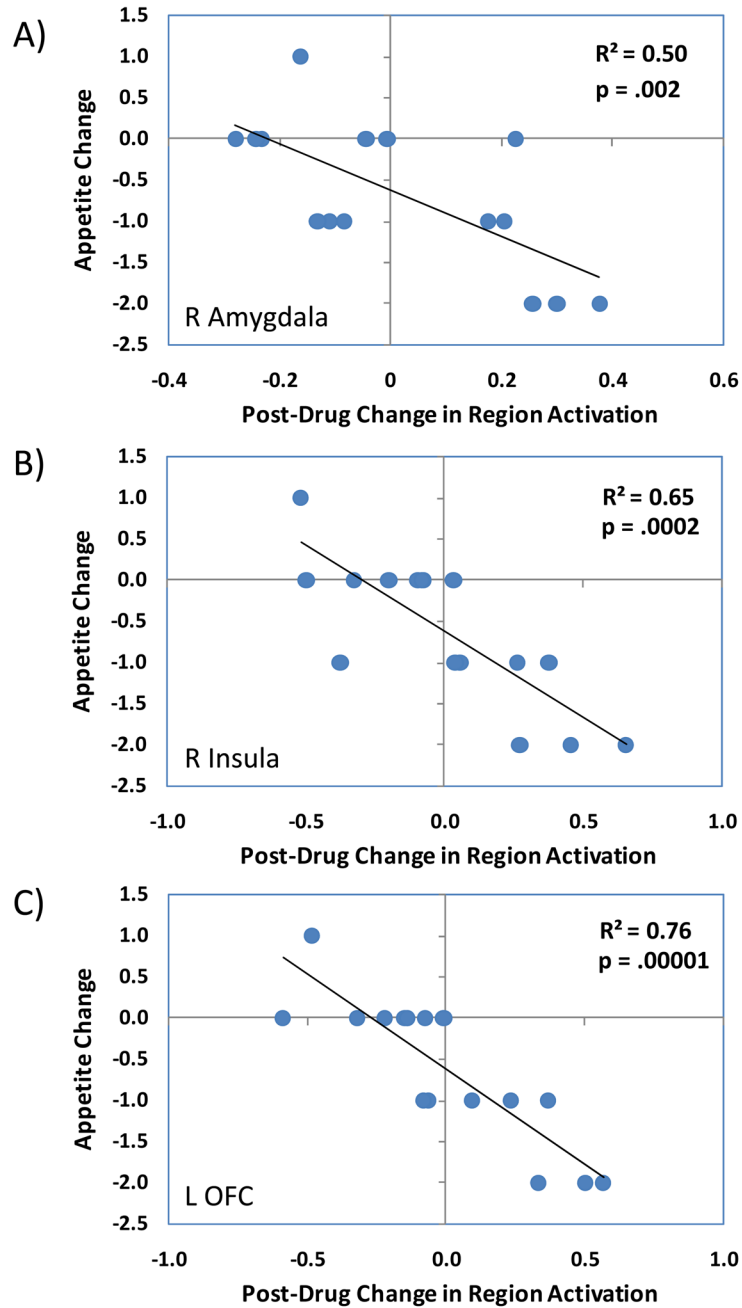 A)
1.5
1.0
0.5
0.0
-0.5
-1.0
-1.5
-2.0
-2.5
Appetite Change
R² = 0.50
p = .002
R Amygdala
-0.4 -0.2 0 0.2 0.4 0.6
Post-Drug Change in Region Activation
B)
1.5
1.0
0.5
0.0
-0.5
-1.0
-1.5
-2.0
-2.5
Appetite Change
R² = 0.65
p = .0002
R Insula
-1.0 -0.5 0.0 0.5 1.0
Post-Drug Change in Region Activation
C)
1.5
1.0
0.5
0.0
-0.5
-1.0
-1.5
-2.0
-2.5
Appetite Change
R² = 0.76
p = .00001
L OFC
-1.0 -0.5 0.0 0.5 1.0
Post-Drug Change in Region Activation